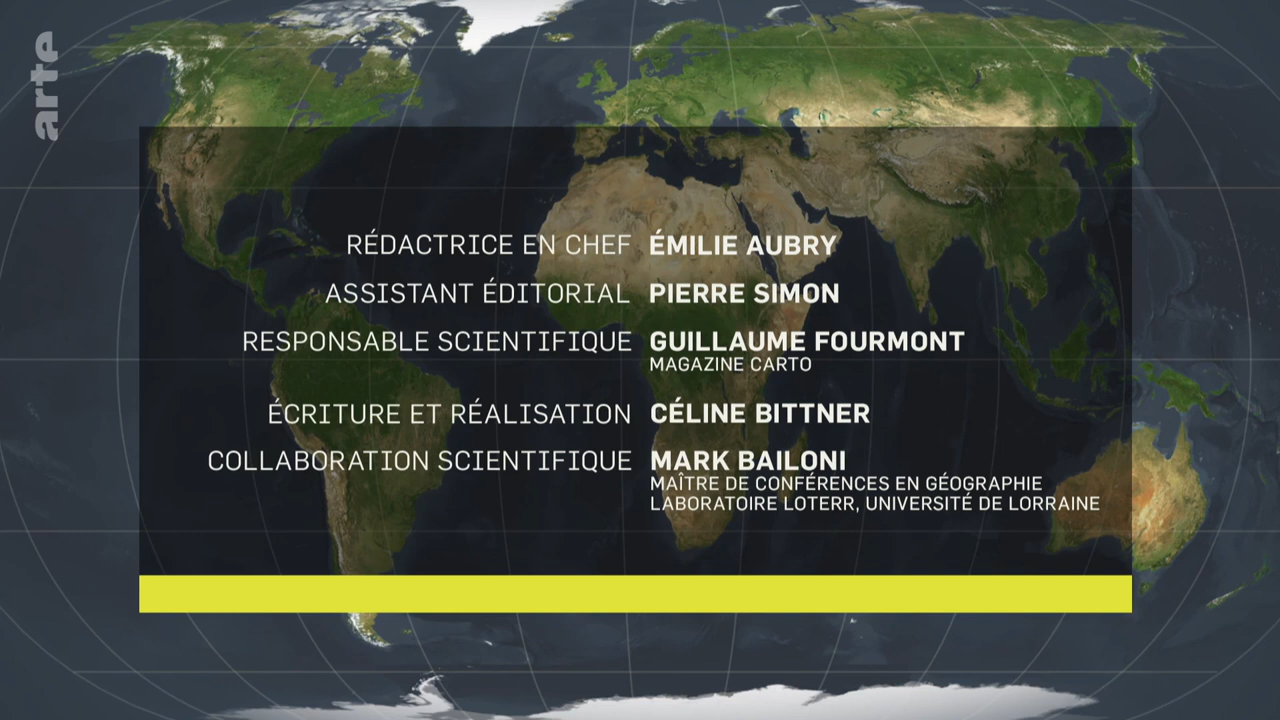 arte
RÉDACTRICE EN CHEF ÉMILIE AUBRY
ASSISTANT ÉDITORIAL PIERRE SIMON
RESPONSABLE SCIENTIFIQUE GUILLAUME FOURMONT
MAGAZINE CARTO
ÉCRITURE ET RÉALISATION CÉLINE BITTNER
COLLABORATION SCIENTIFIQUE MARK BAILONI
MAÎTRE DE CONFÉRENCES EN GÉOGRAPHIE
LABORATOIRE LOTERR, UNIVERSITÉ DE LORRAINE